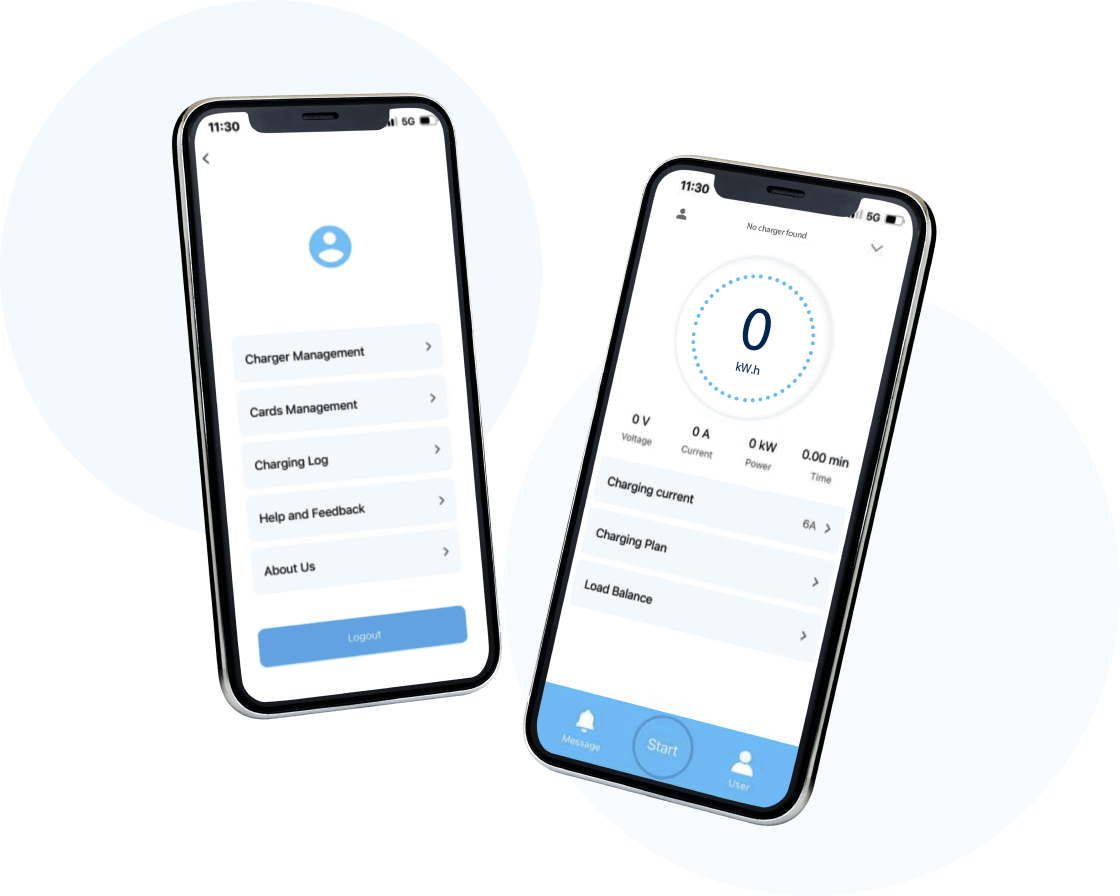 11:30
5G
Charger Management
Cards Management
Charging Log
Help and Feedback
About Us
Logout
11:30
5G
No charger found
0
kW.h
0 V
Voltage
0 A
Current
0 kW
Power
0.00 min
Time
Charging current
6A
Charging Plan
Load Balance
Message
Start
User